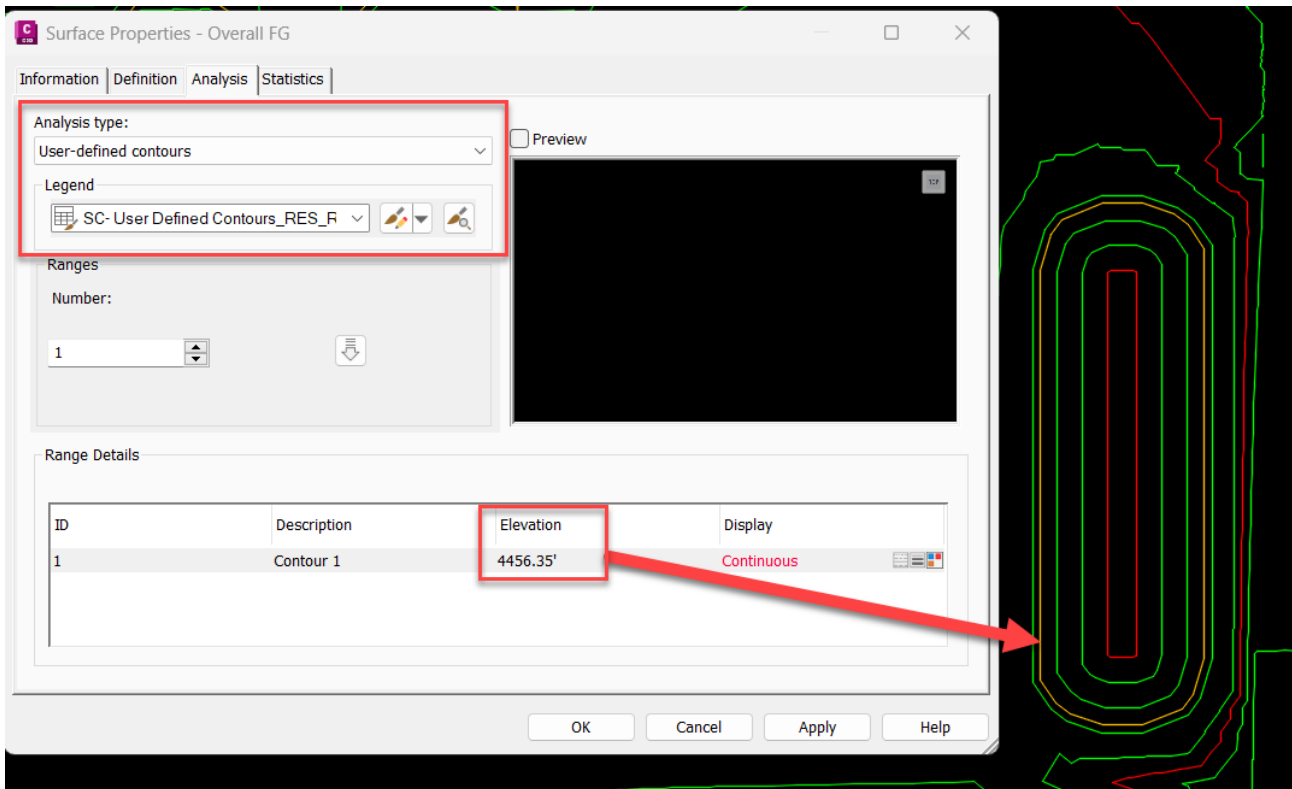 C
C3D
Surface Properties - Overall FG
Information Definition Analysis Statistics
Analysis type:
User-defined contours
Preview
TOP
Legend
SC- User Defined Contours_RES_R
Ranges
Number:
1
Range Details
ID Description Elevation Display
1 Contour 1 4456.35' Continuous
OK Cancel Apply Help